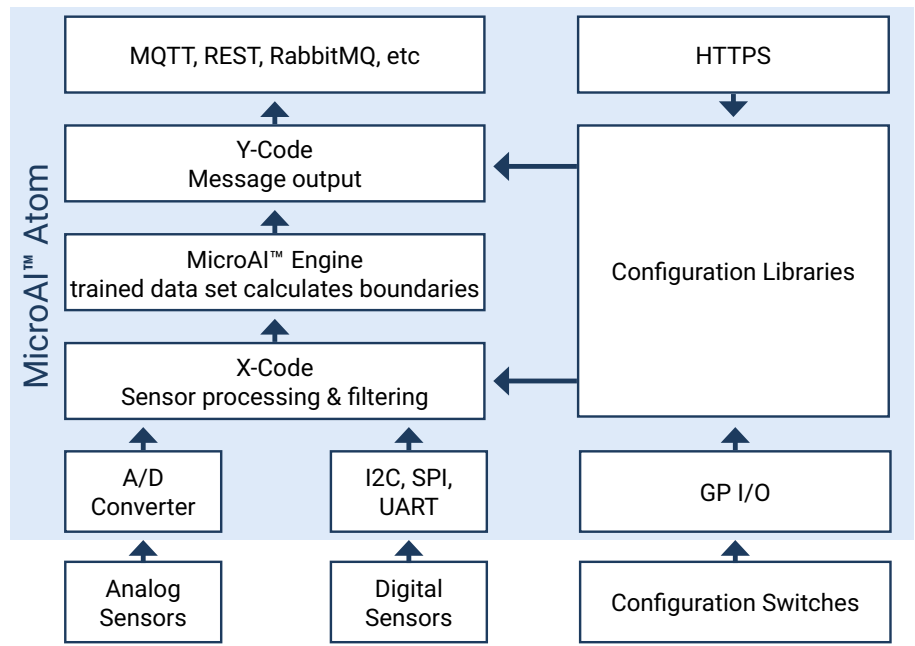 MQTT, REST, RabbitMQ, etc
HTTPS
Y-Code
Message output
MicroAI™ Engine
trained data set calculates boundaries
Configuration Libraries
X-Code
Sensor processing & filtering
MicroAI™ Atom
A/D
Converter
I2C, SPI,
UART
GP I/O
Analog
Sensors
Digital
Sensors
Configuration Switches